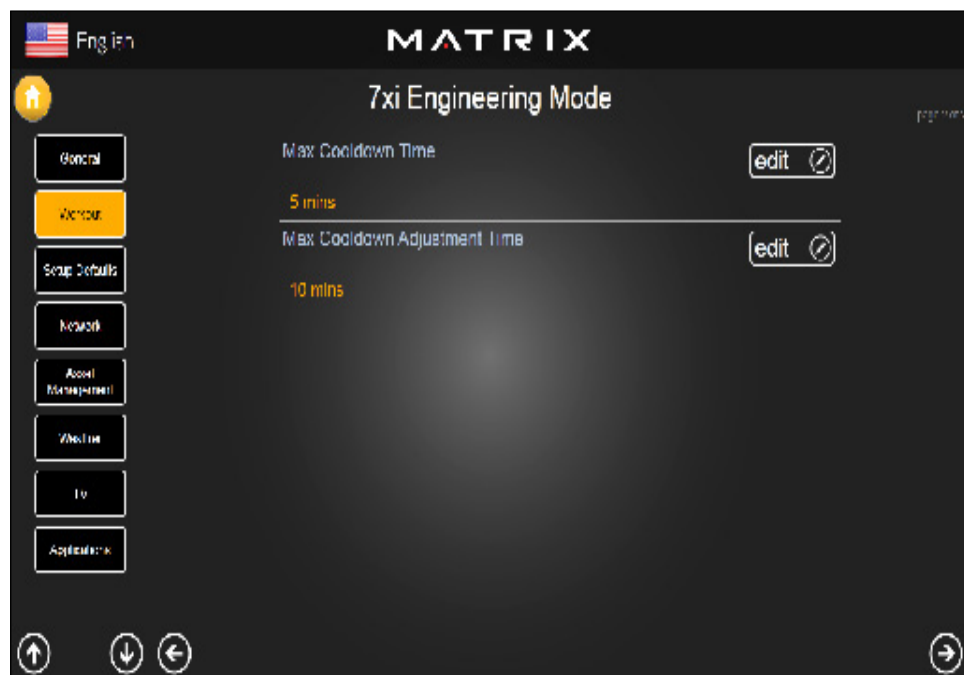 English
MATRIX
7xi Engineering Mode
General
Workout
Setup Defaults
Network
Asset
Management
Weather
TV
Applications
Max Cooldown Time
edit
5 mins
Max Cooldown Adjustment Time
edit
10 mins